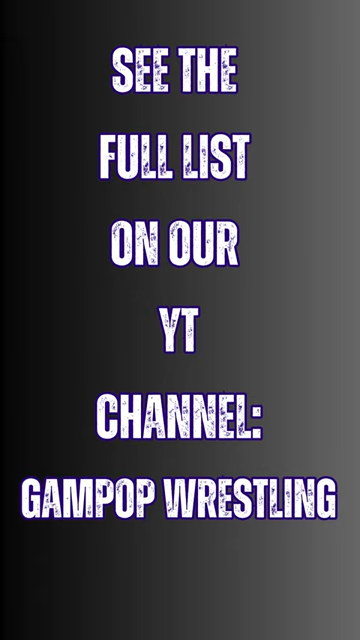 SEE THE
FULL LIST
ON OUR
YT
CHANNEL:
GAMPOP WRESTLING